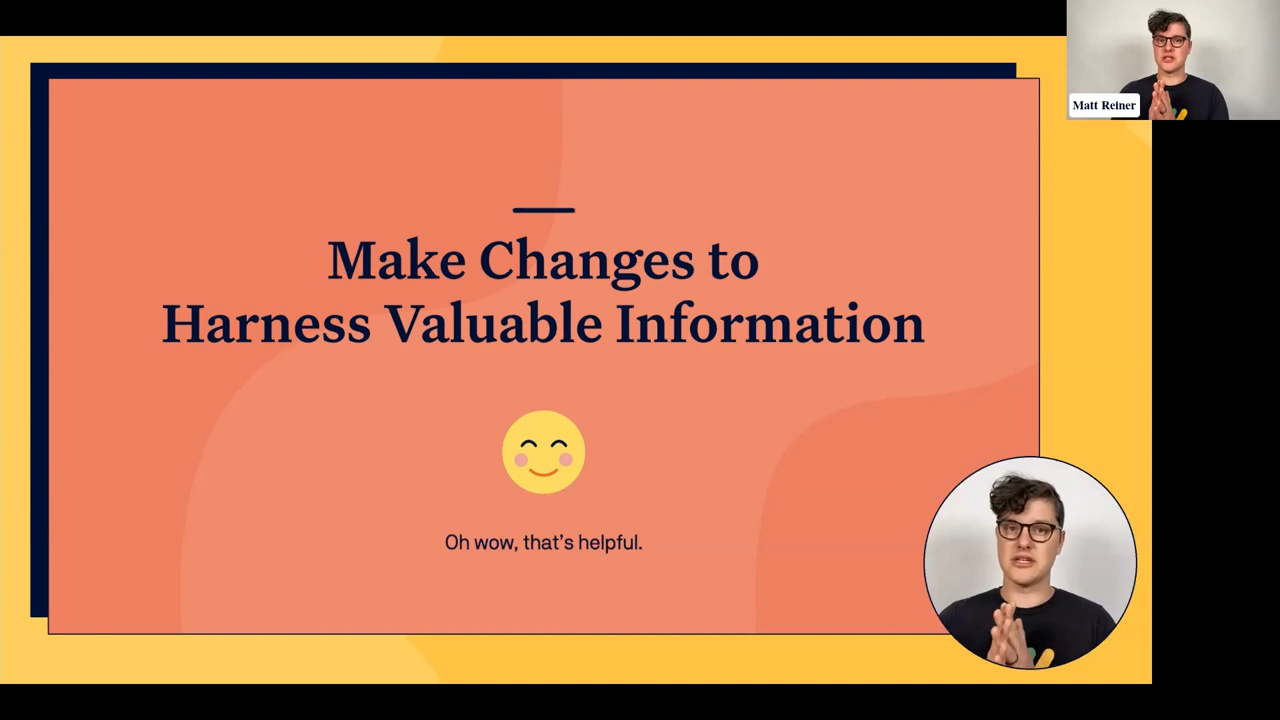 Matt Reiner
Make Changes to
Harness Valuable Information
Oh wow, that's helpful.